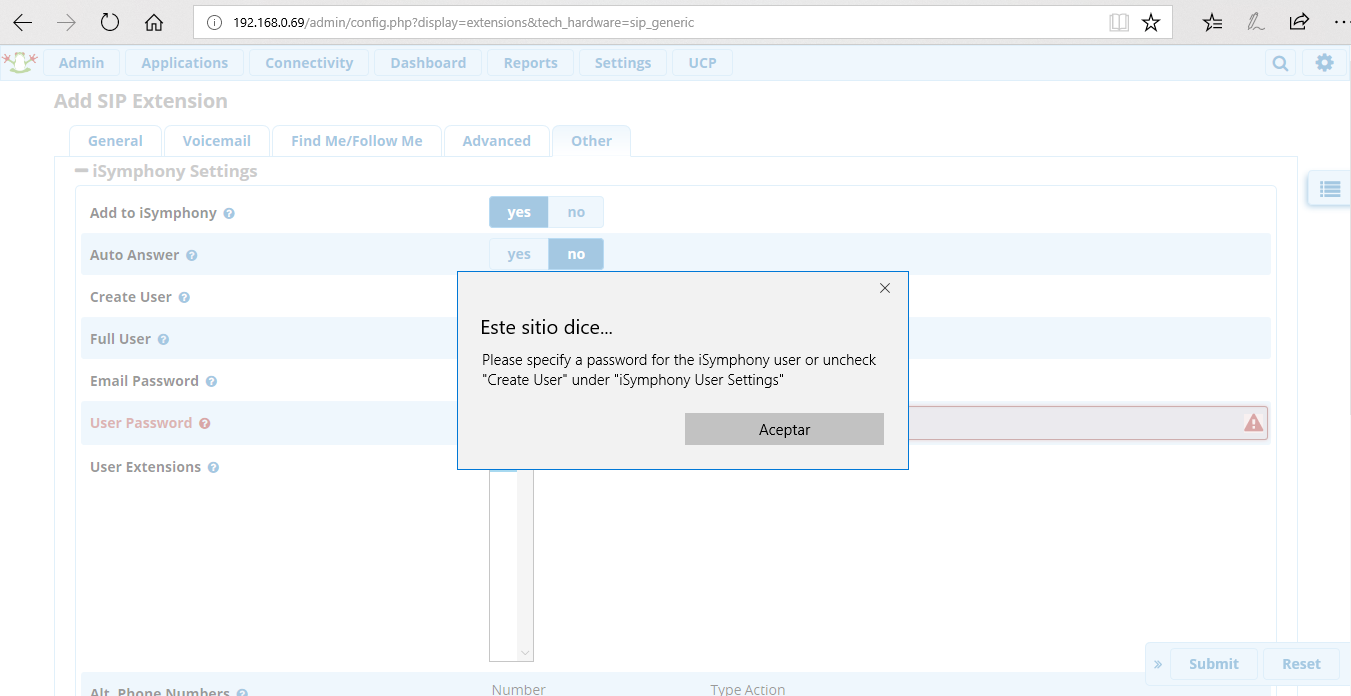 192.168.0.69/admin/config.php?display=extensions&tech_hardware=sip_generic
Admin Applications Connectivity Dashboard Reports Settings UCP
Add SIP Extension
General Voicemail Find Me/Follow Me Advanced Other
iSymphony Settings
Add to iSymphony yes no
Auto Answer yes no
Create User
Full User
Email Password
User Password
User Extensions
Este sitio dice...
Please specify a password for the iSymphony user or uncheck
"Create User" under "iSymphony User Settings"
Aceptar
» Submit Reset
Alt. Phone Numbers Number Type Action